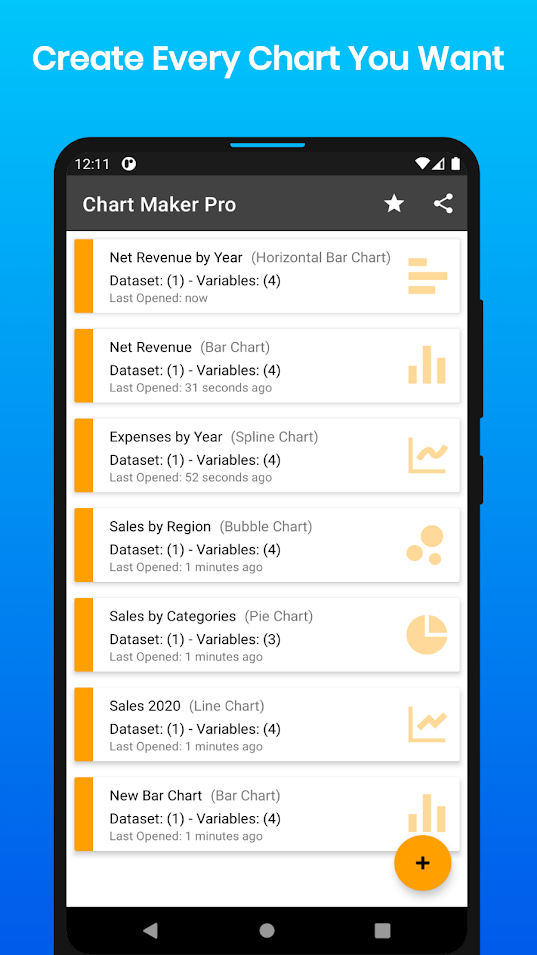 Create Every Chart You Want
12:11
Chart Maker Pro
Net Revenue by Year (Horizontal Bar Chart)
Dataset: (1) - Variables: (4)
Last Opened: now
Net Revenue (Bar Chart)
Dataset: (1) - Variables: (4)
Last Opened: 31 seconds ago
Expenses by Year (Spline Chart)
Dataset: (1) - Variables: (4)
Last Opened: 52 seconds ago
Sales by Region (Bubble Chart)
Dataset: (1) - Variables: (4)
Last Opened: 1 minutes ago
Sales by Categories (Pie Chart)
Dataset: (1) - Variables: (3)
Last Opened: 1 minutes ago
Sales 2020 (Line Chart)
Dataset: (1) - Variables: (4)
Last Opened: 1 minutes ago
New Bar Chart (Bar Chart)
Dataset: (1) - Variables: (4)
Last Opened: 1 minutes ago
+